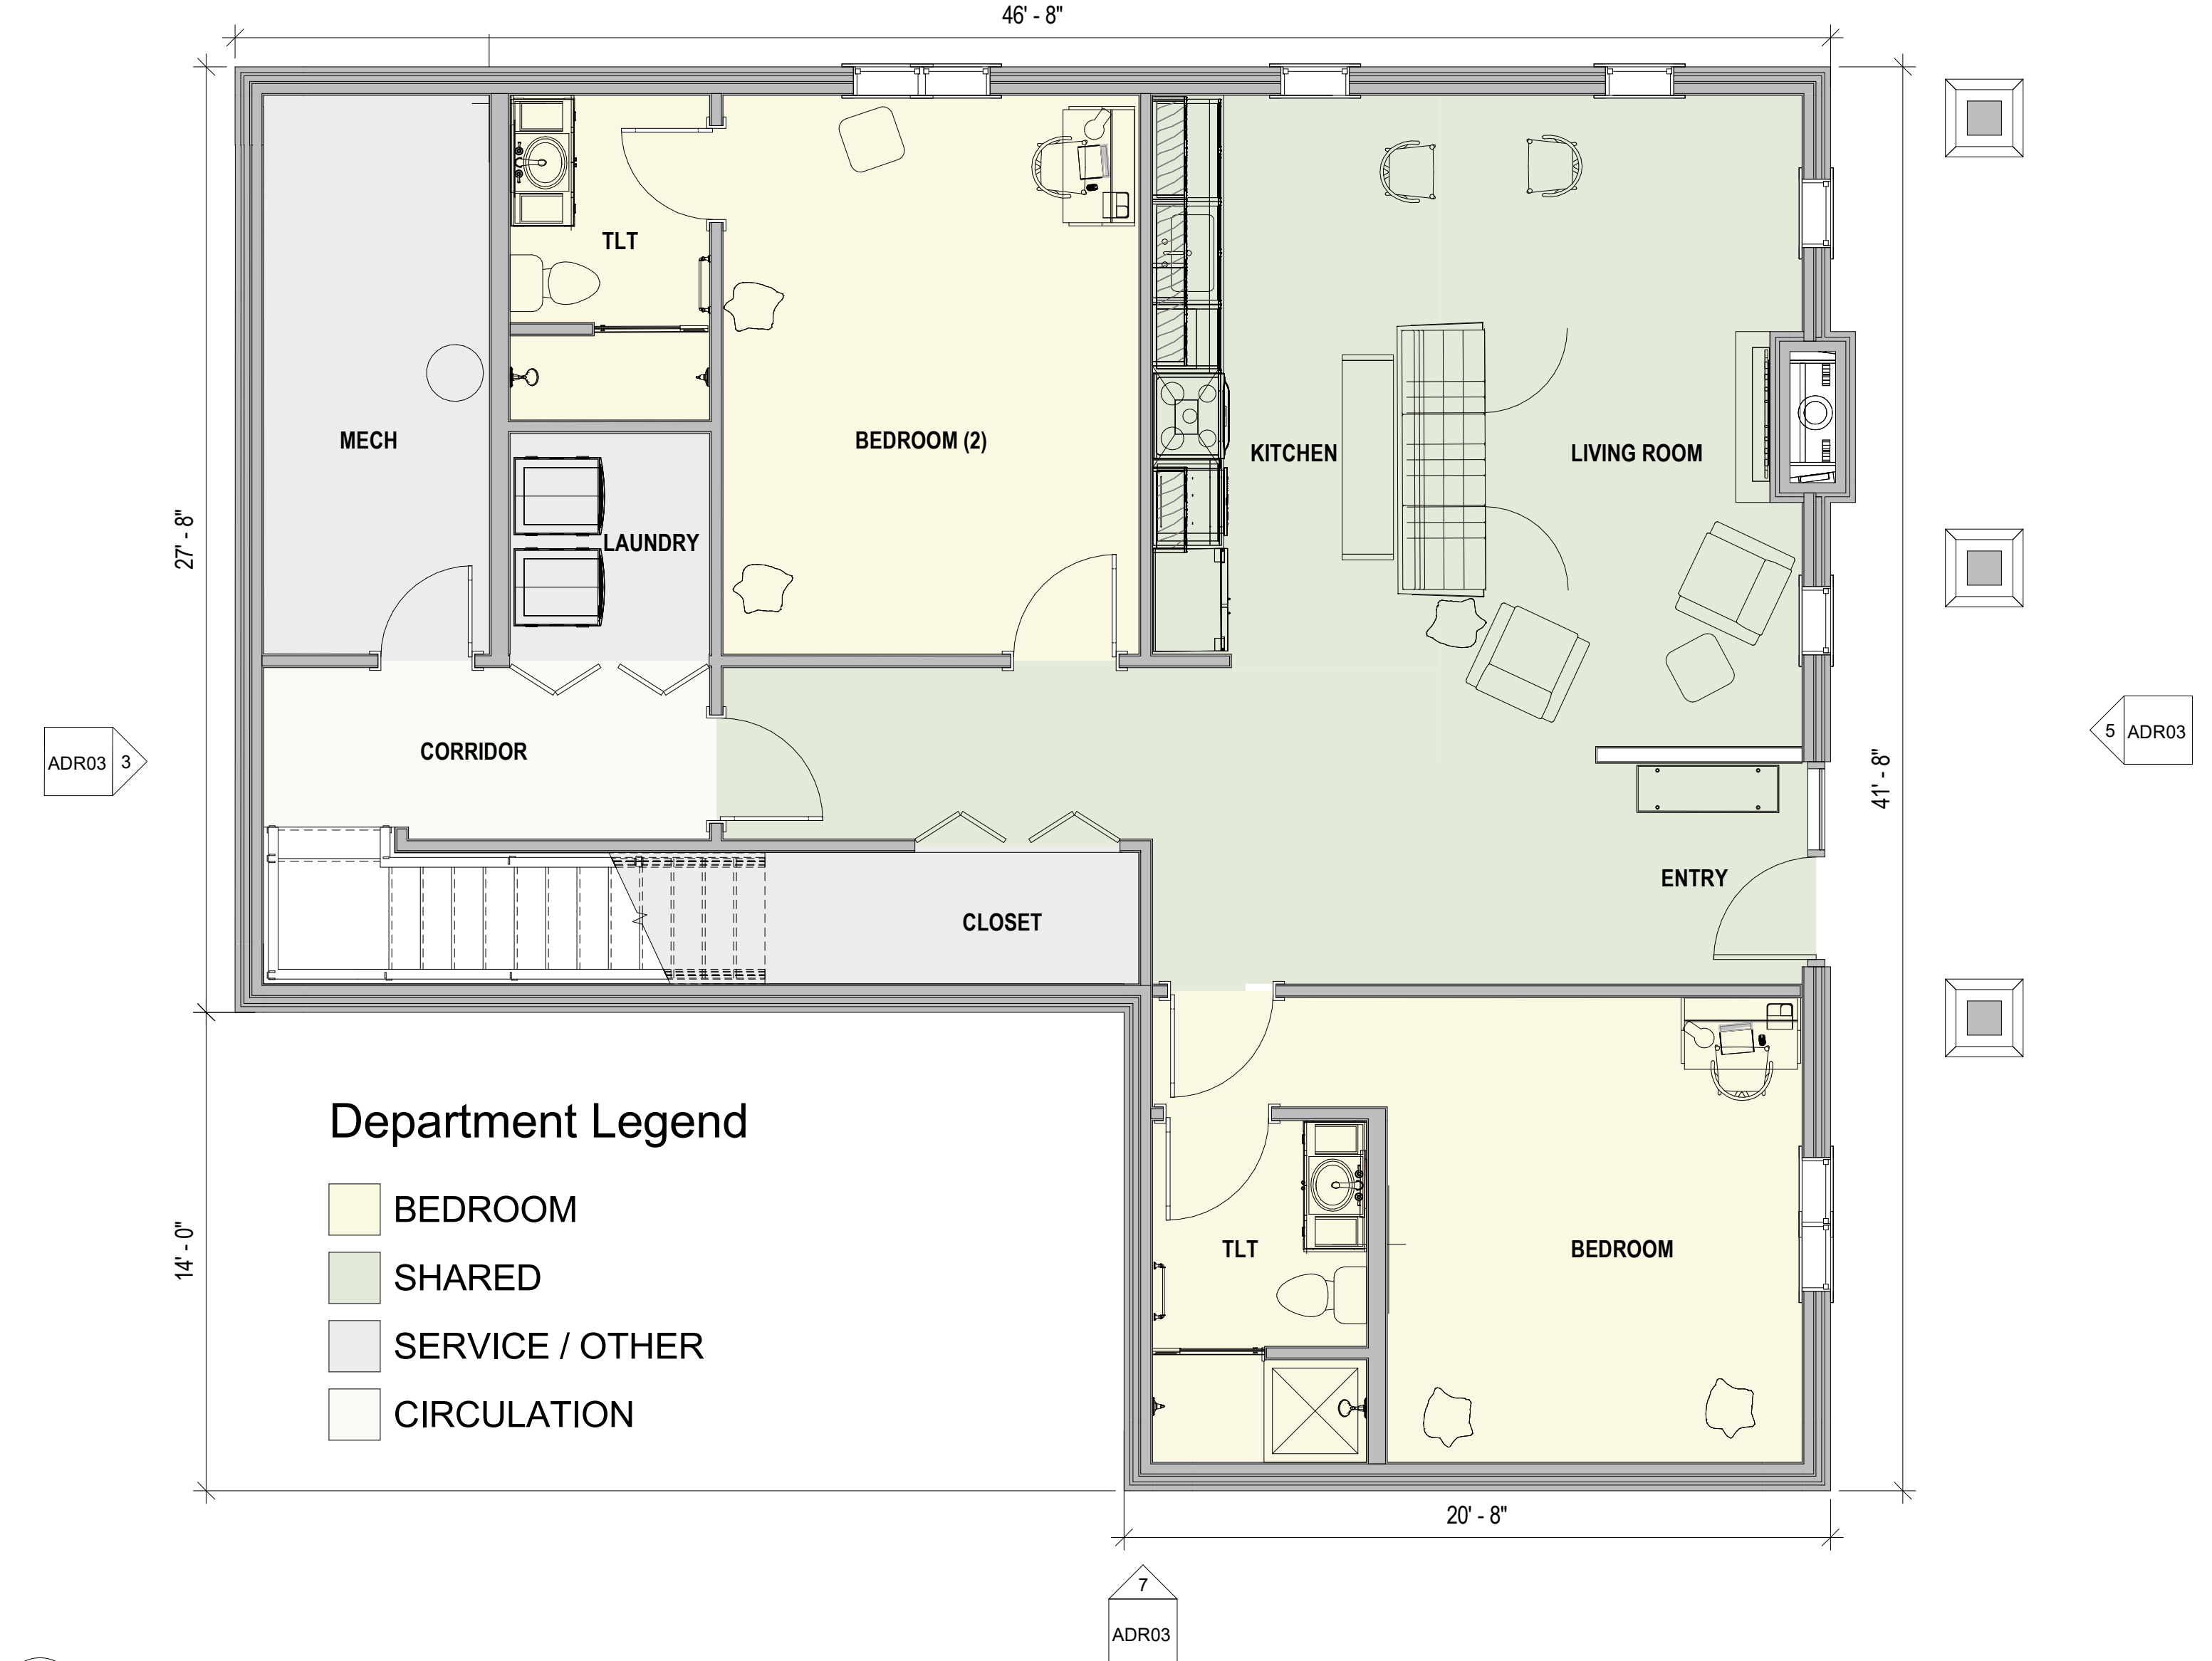 46' - 8"
TLT
MECH
BEDROOM (2)
KITCHEN
LIVING ROOM
27' - 8"
LAUNDRY
ADR03
3
CORRIDOR
5
ADR03
41' - 8"
ENTRY
CLOSET
Department Legend
BEDROOM
SHARED
SERVICE / OTHER
CIRCULATION
14' - 0"
TLT
BEDROOM
20' - 8"
7
ADR03